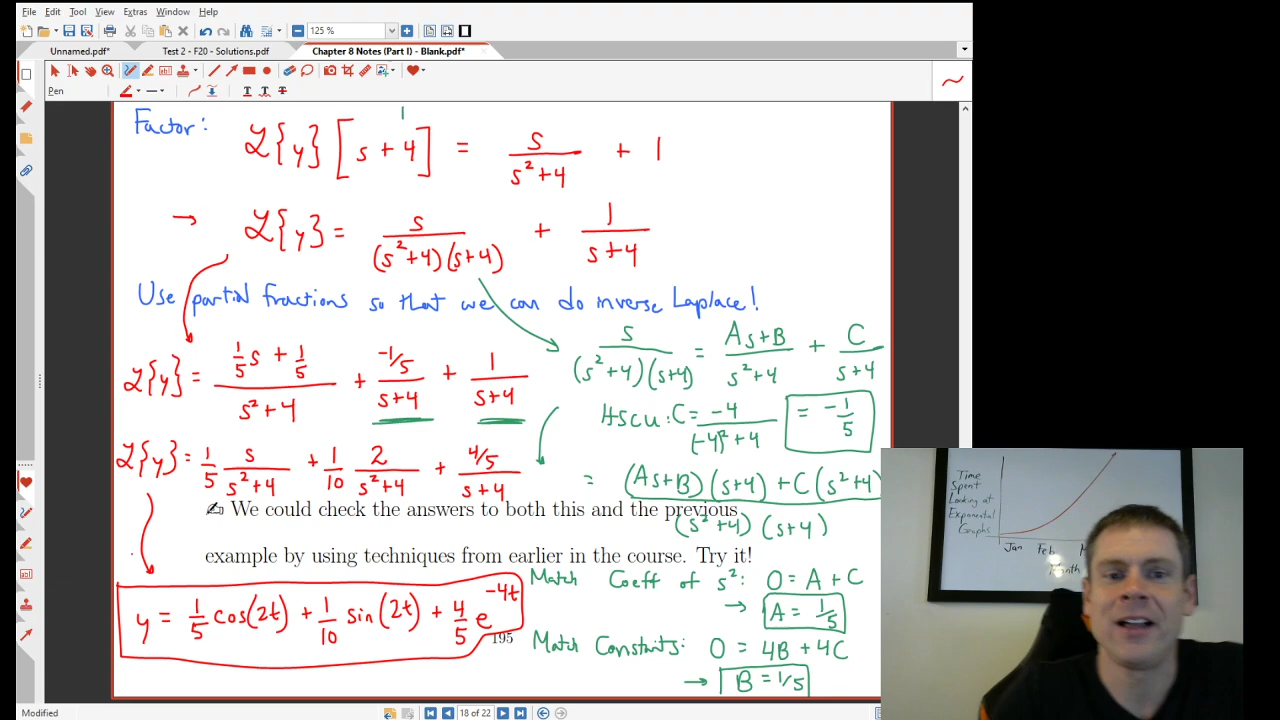 File Edit Tool View Extras Window Help
125 %
Unnamed.pdf* Test 2 - F20 - Solutions.pdf Chapter 8 Notes (Part I) - Blank.pdf*
Pen
Factor: ℒ{y}[s+4] = s/(s²+4) + 1
1
→ ℒ{y} = s/((s²+4)(s+4)) + 1/(s+4)
Use partial fractions so that we can do inverse Laplace!
ℒ{y} = (1/5 s + 1/5)/(s²+4) + (-1/5)/(s+4) + 1/(s+4)
ℒ{y} = 1/5 s/(s²+4) + 1/10 2/(s²+4) + (4/5)/(s+4)
s/((s²+4)(s+4)) = (As+B)/(s²+4) + C/(s+4)
HSCU: C = -4/((-4)²+4) = -1/5
= ((As+B)(s+4) + C(s²+4))/((s²+4)(s+4))
✍ We could check the answers to both this and the previous
example by using techniques from earlier in the course. Try it!
y = 1/5 cos(2t) + 1/10 sin(2t) + 4/5 e^(-4t)
195
Match Coeff of s²: 0 = A + C
→ A = 1/5
Match Constants: 0 = 4B + 4C
→ B = 1/5
Time
Spent
Looking at
Exponential
Graphs
Jan Feb
Month
Modified 18 of 22